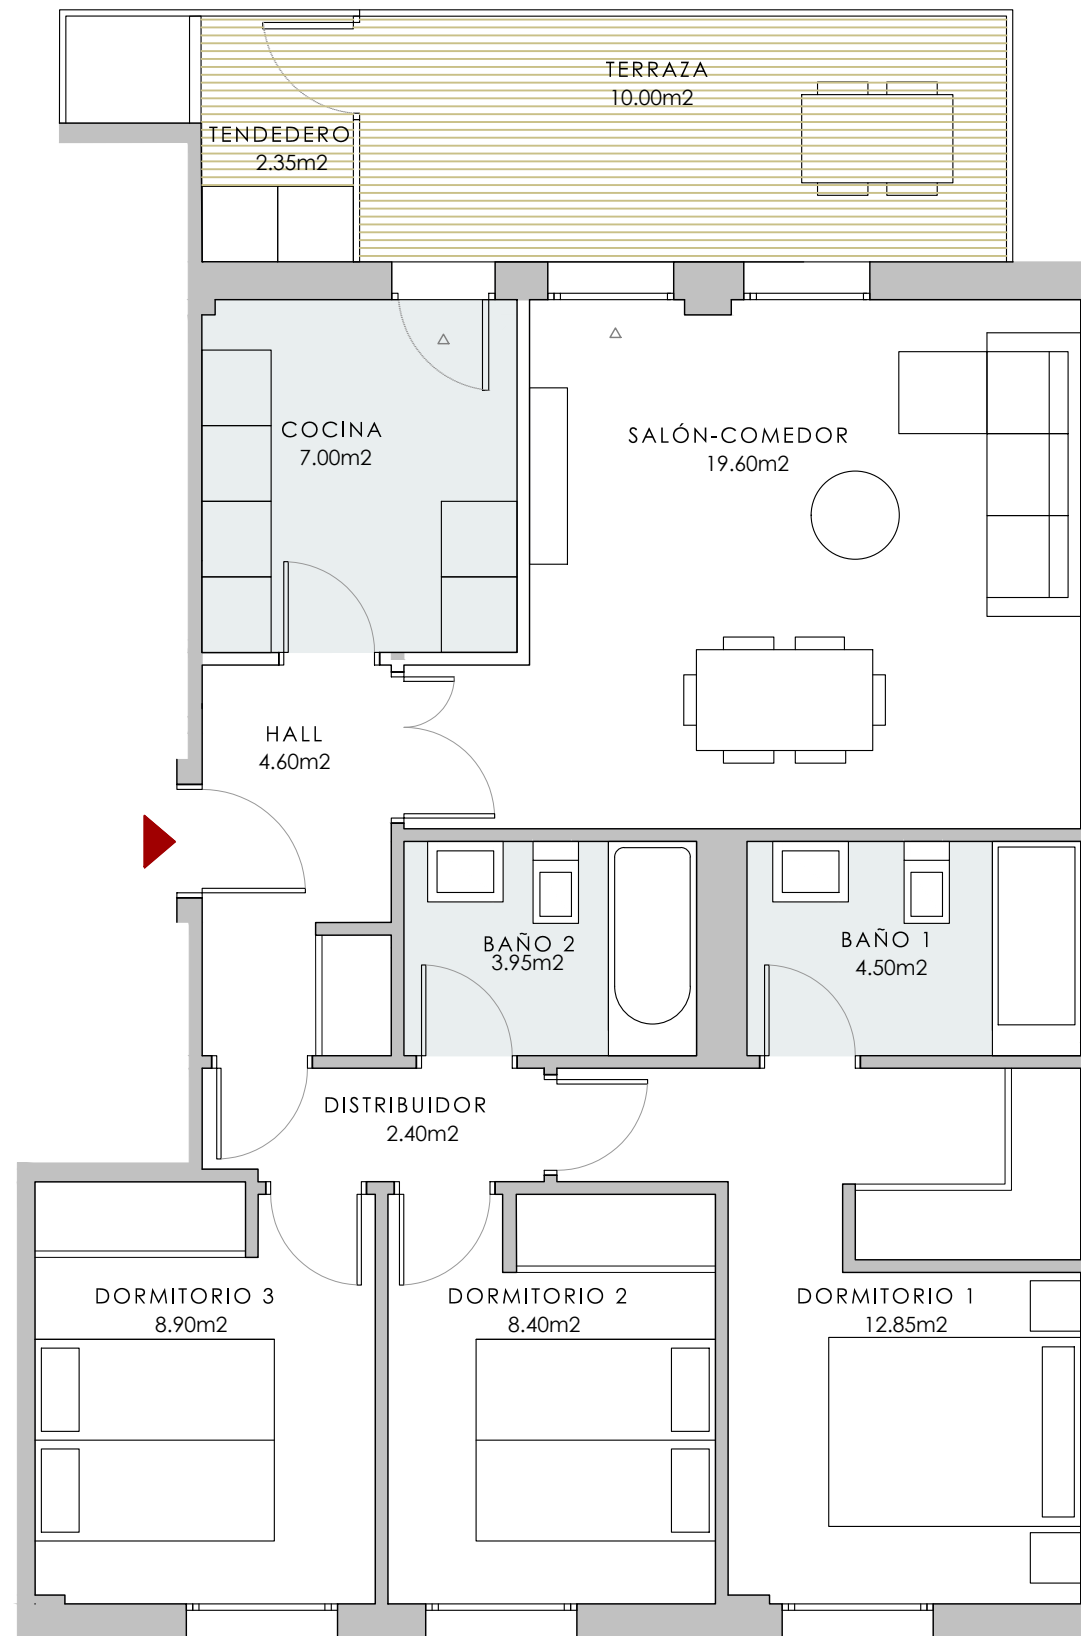 TERRAZA
10.00m2
TENDEDERO
2.35m2
COCINA
7.00m2
SALÓN-COMEDOR
19.60m2
HALL
4.60m2
BAÑO 2
3.95m2
BAÑO 1
4.50m2
DISTRIBUIDOR
2.40m2
DORMITORIO 3
8.90m2
DORMITORIO 2
8.40m2
DORMITORIO 1
12.85m2